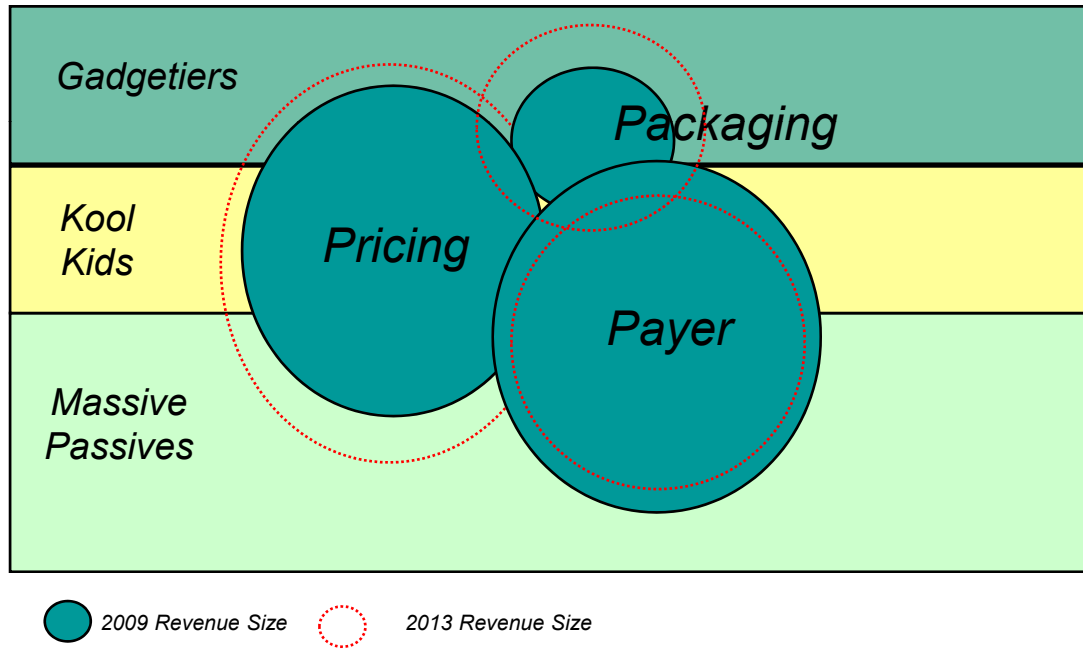 Gadgetiers
Packaging
Kool
Kids
Pricing
Payer
Massive
Passives
2009 Revenue Size
2013 Revenue Size